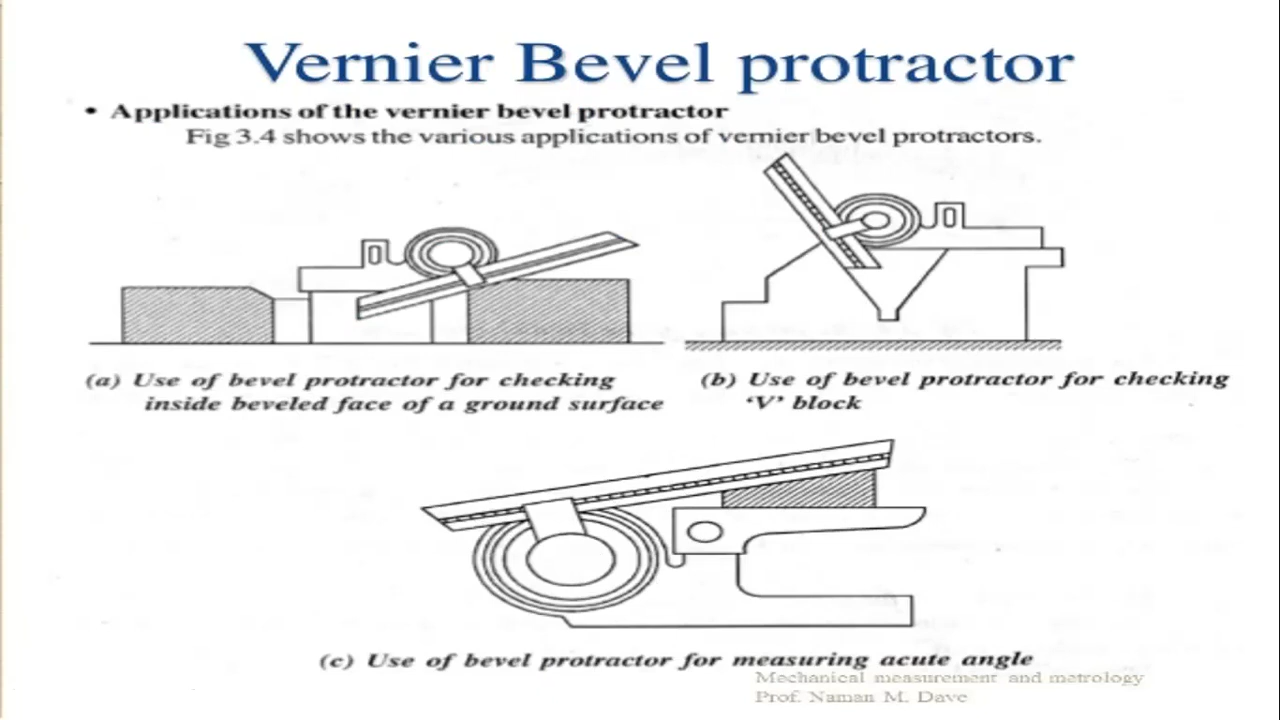 Vernier Bevel protractor
• Applications of the vernier bevel protractor
Fig 3.4 shows the various applications of vernier bevel protractors.
(a) Use of bevel protractor for checking
inside beveled face of a ground surface
(b) Use of bevel protractor for checking
'V' block
(c) Use of bevel protractor for measuring acute angle
Mechanical measurement and metrology
Prof. Naman M. Dave